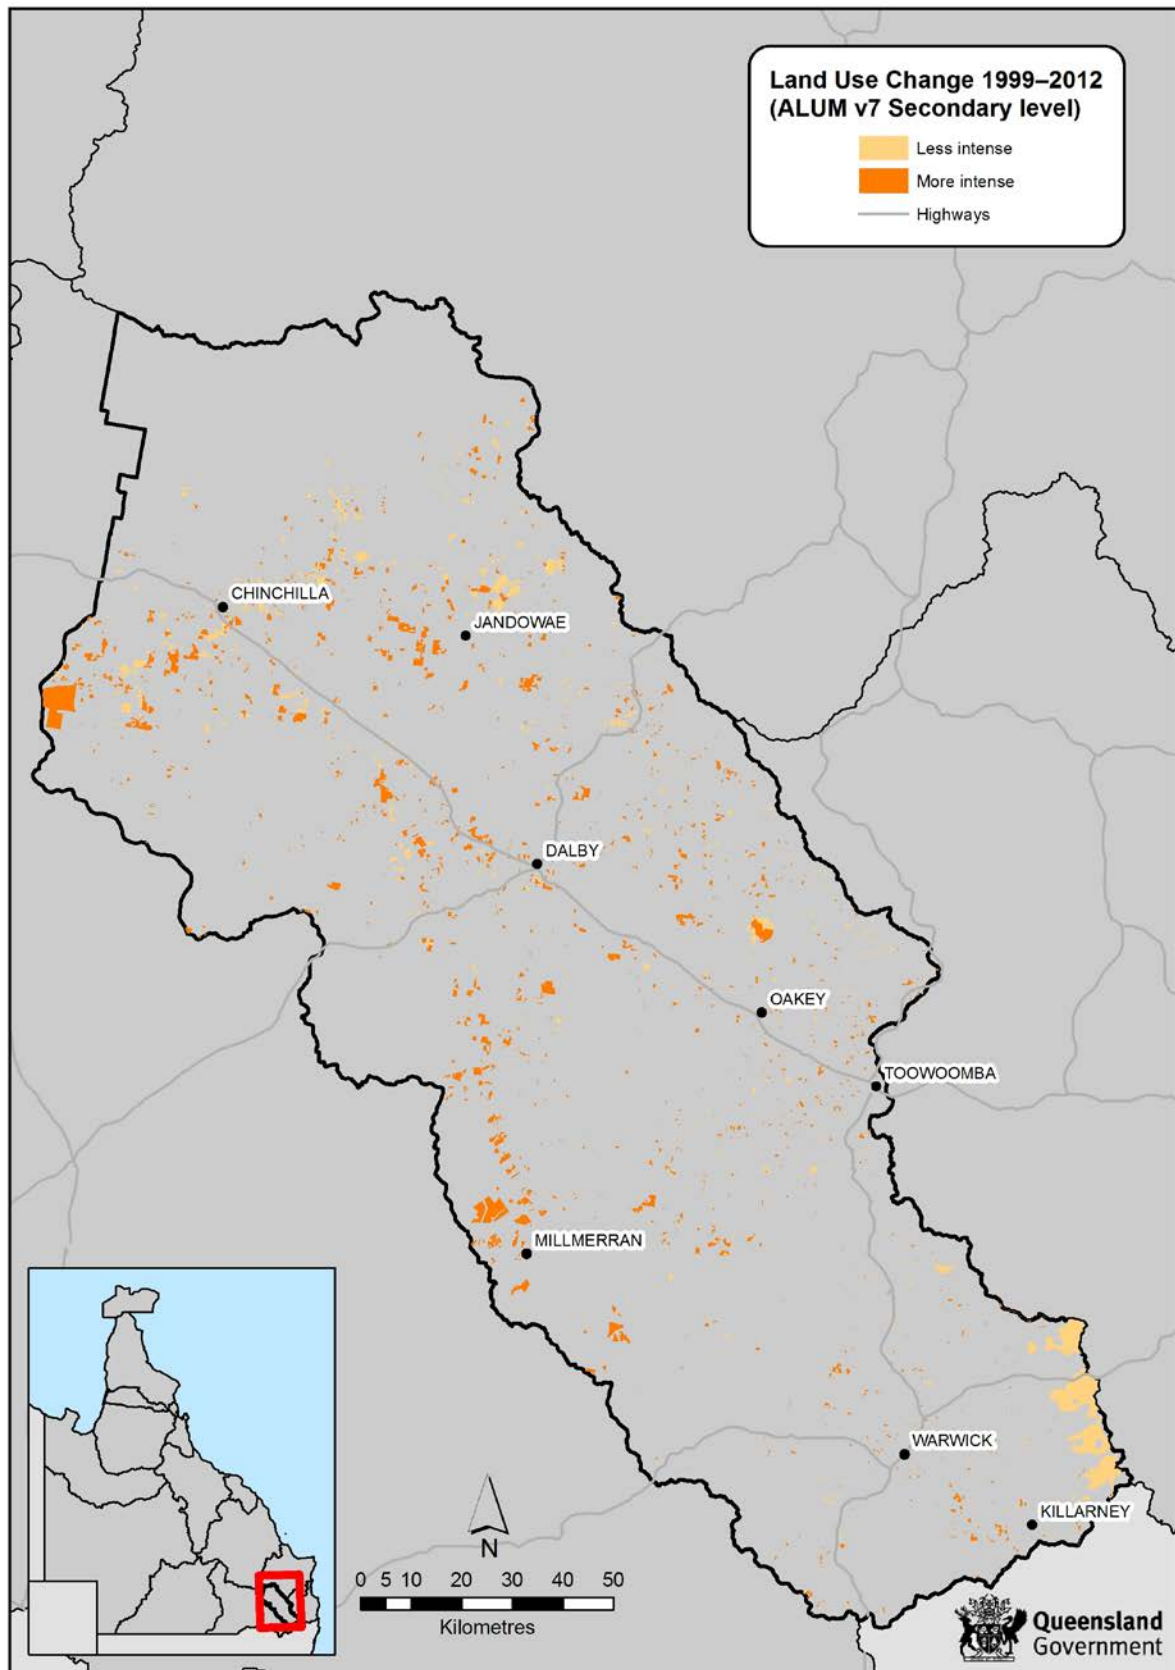 Land Use Change 1999–2012
(ALUM v7 Secondary level)
Less intense
More intense
Highways
CHINCHILLA
JANDOWAE
DALBY
OAKEY
TOOWOOMBA
MILLMERRAN
WARWICK
KILLARNEY
N
0 5 10 20 30 40 50
Kilometres
Queensland
Government